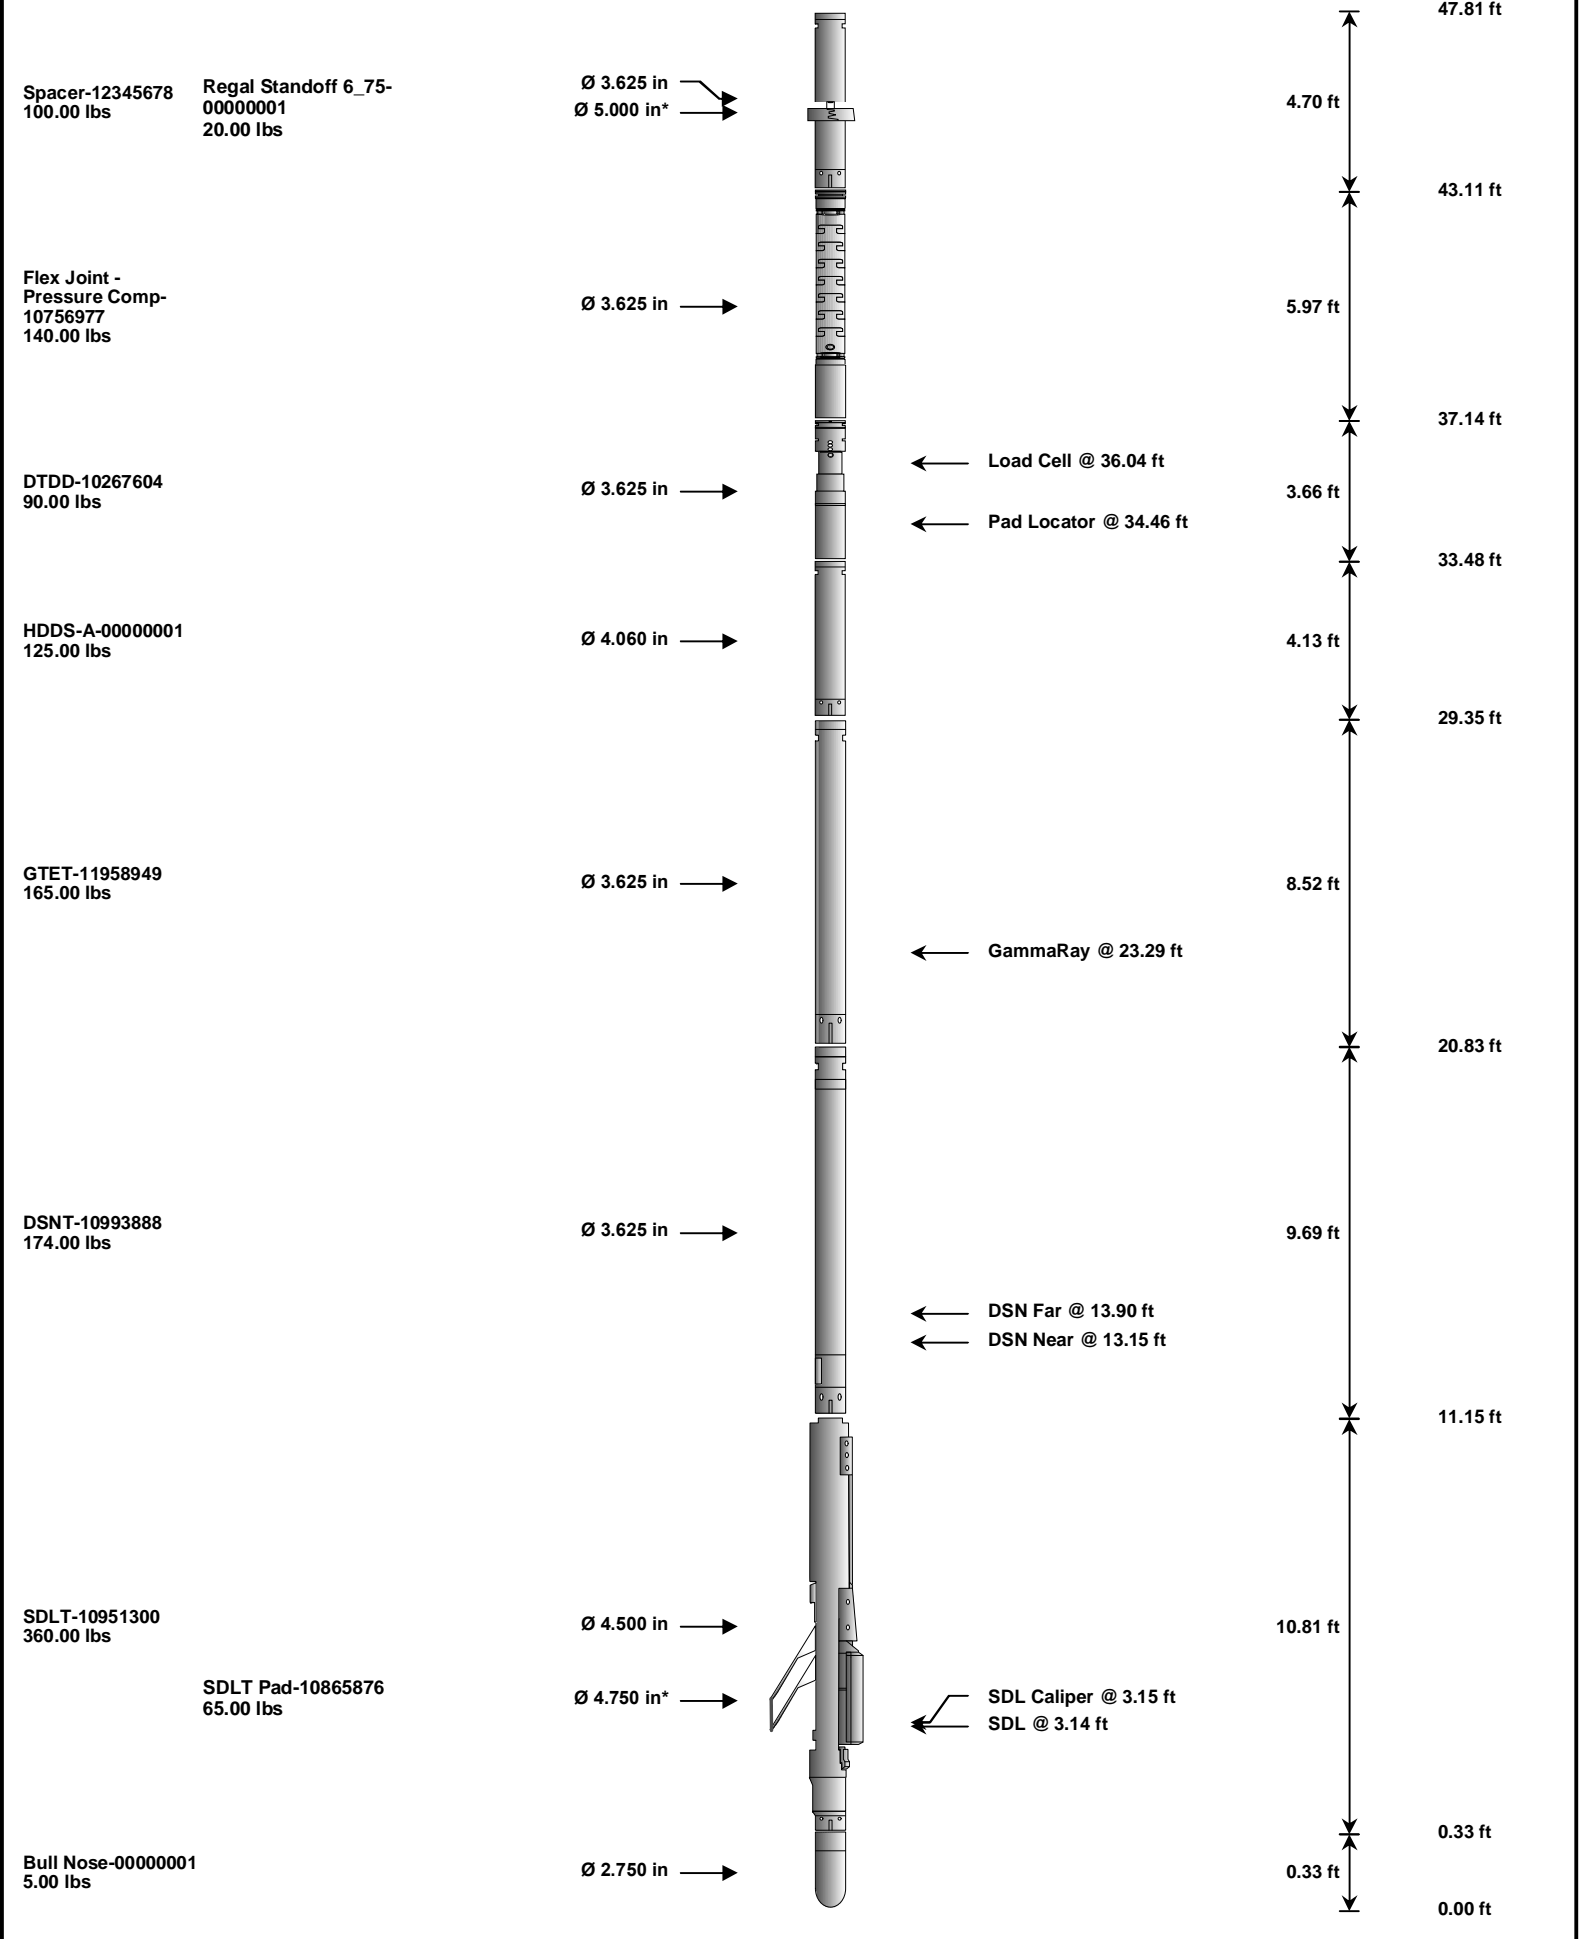 47.81 ft
Spacer-12345678
100.00 lbs
Regal Standoff 6_75-
00000001
20.00 lbs
Ø 3.625 in
Ø 5.000 in*
4.70 ft
43.11 ft
Flex Joint -
Pressure Comp-
10756977
140.00 lbs
Ø 3.625 in
5.97 ft
37.14 ft
DTDD-10267604
90.00 lbs
Ø 3.625 in
Load Cell @ 36.04 ft
Pad Locator @ 34.46 ft
3.66 ft
33.48 ft
HDDS-A-00000001
125.00 lbs
Ø 4.060 in
4.13 ft
29.35 ft
GTET-11958949
165.00 lbs
Ø 3.625 in
8.52 ft
GammaRay @ 23.29 ft
20.83 ft
DSNT-10993888
174.00 lbs
Ø 3.625 in
9.69 ft
DSN Far @ 13.90 ft
DSN Near @ 13.15 ft
11.15 ft
SDLT-10951300
360.00 lbs
Ø 4.500 in
10.81 ft
SDLT Pad-10865876
65.00 lbs
Ø 4.750 in*
SDL Caliper @ 3.15 ft
SDL @ 3.14 ft
0.33 ft
Bull Nose-00000001
5.00 lbs
Ø 2.750 in
0.33 ft
0.00 ft